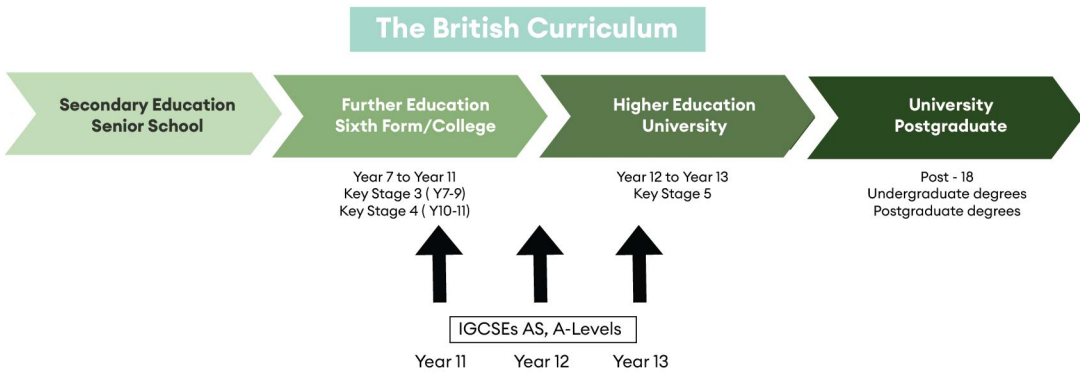 The British Curriculum
Secondary Education
Senior School
Further Education
Sixth Form/College
Higher Education
University
University
Postgraduate
Year 7 to Year 11
Key Stage 3 ( Y7-9)
Key Stage 4 ( Y10-11)
Year 12 to Year 13
Key Stage 5
Post - 18
Undergraduate degrees
Postgraduate degrees
IGCSEs AS, A-Levels
Year 11 Year 12 Year 13